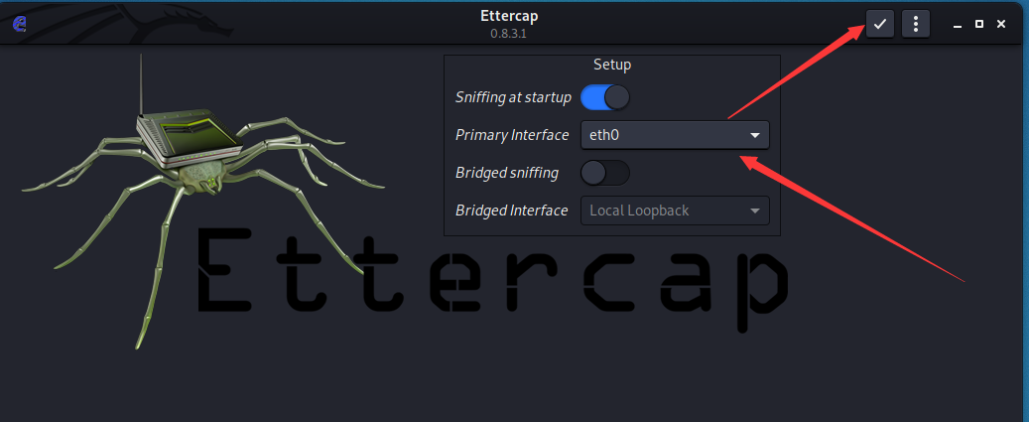 Ettercap
0.8.3.1
Setup
Sniffing at startup
Primary Interface eth0
Bridged sniffing
Bridged Interface Local Loopback
Ettercap